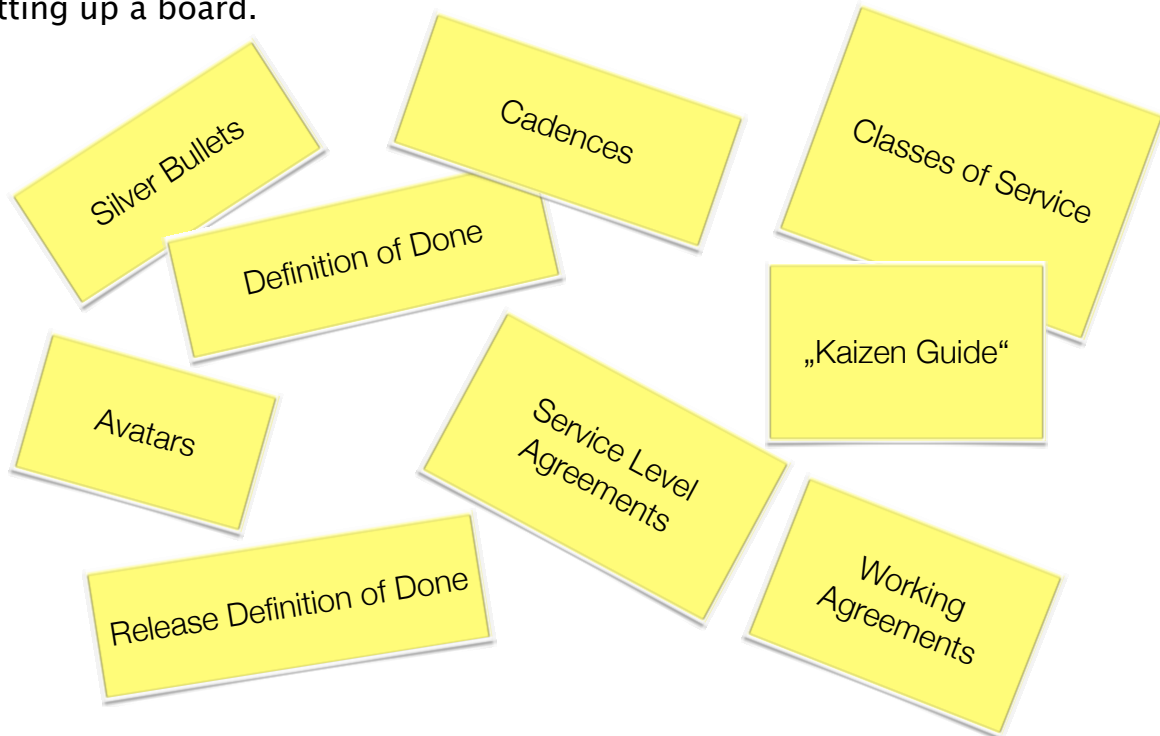 tting up a board.
Silver Bullets
Cadences
Classes of Service
Definition of Done
„Kaizen Guide“
Avatars
Service Level
Agreements
Release Definition of Done
Working
Agreements